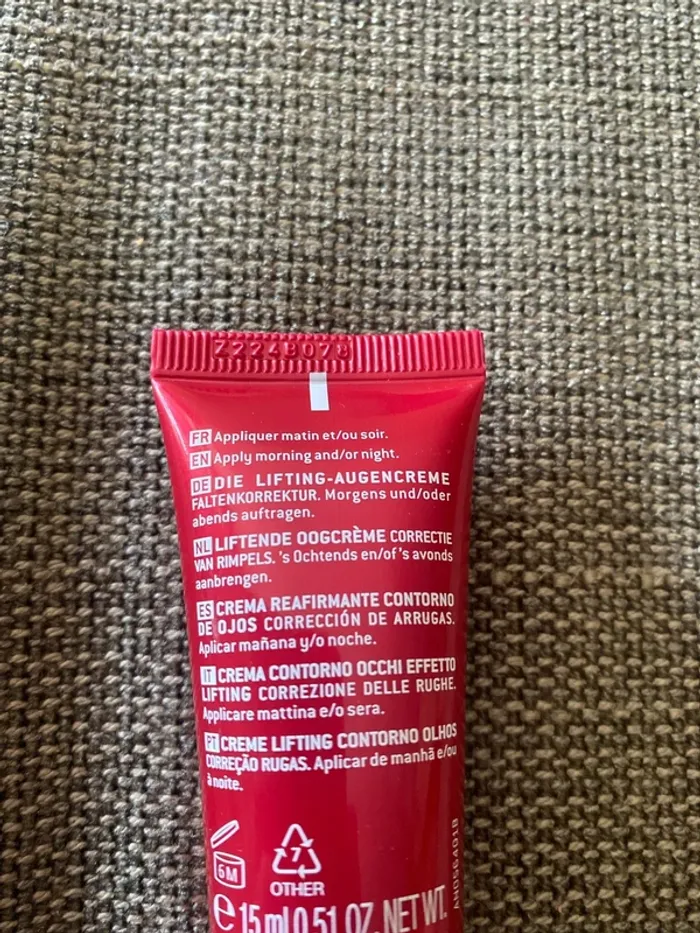 Z224B078
FR Appliquer matin et/ou soir.
EN Apply morning and/or night.
DE DIE LIFTING-AUGENCREME
FALTENKORREKTUR. Morgens und/oder
abends auftragen.
NL LIFTENDE OOGCRÈME CORRECTIE
VAN RIMPELS. 's Ochtends en/of 's avonds
aanbrengen.
ES CREMA REAFIRMANTE CONTORNO
DE OJOS CORRECCIÓN DE ARRUGAS.
Aplicar mañana y/o noche.
IT CREMA CONTORNO OCCHI EFFETTO
LIFTING CORREZIONE DELLE RUGHE.
Applicare mattina e/o sera.
PT CREME LIFTING CONTORNO OLHOS
CORREÇÃO RUGAS. Aplicar de manhã e/ou
à noite.
6M
7
OTHER
e 15 ml 0.51 OZ. NET WT.